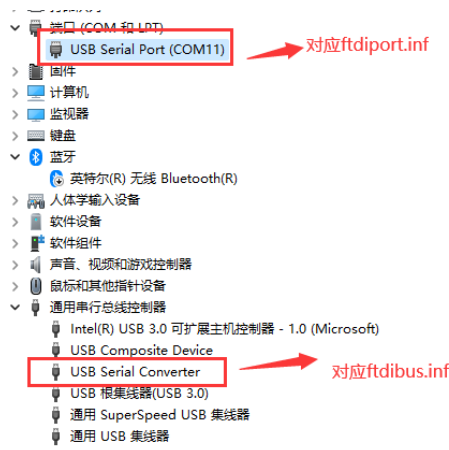 端口 (COM 和 LPT)
USB Serial Port (COM11)
对应ftdiport.inf
固件
计算机
监视器
键盘
蓝牙
英特尔(R) 无线 Bluetooth(R)
人体学输入设备
软件设备
软件组件
声音、视频和游戏控制器
鼠标和其他指针设备
通用串行总线控制器
Intel(R) USB 3.0 可扩展主机控制器 - 1.0 (Microsoft)
USB Composite Device
USB Serial Converter
对应ftdibus.inf
USB 根集线器(USB 3.0)
通用 SuperSpeed USB 集线器
通用 USB 集线器